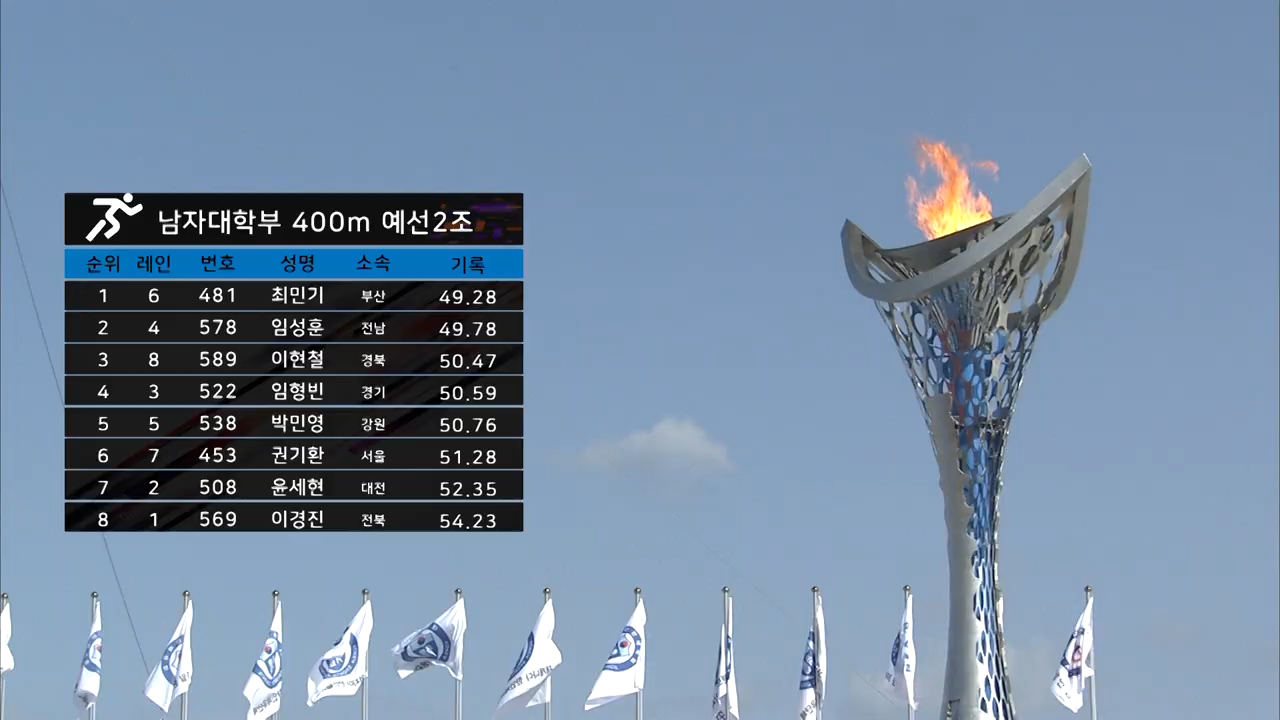 남자대학부 400m 예선2조
순위 레인 번호 성명 소속 기록
1 6 481 최민기 부산 49.28
2 4 578 임성훈 전남 49.78
3 8 589 이현철 경북 50.47
4 3 522 임형빈 경기 50.59
5 5 538 박민영 강원 50.76
6 7 453 권기환 서울 51.28
7 2 508 윤세현 대전 52.35
8 1 569 이경진 전북 54.23